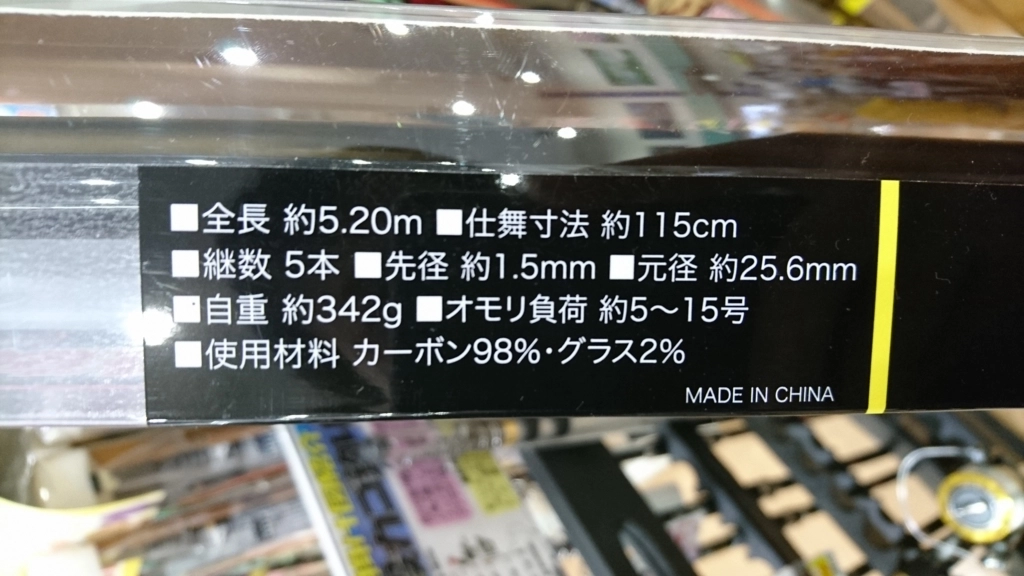 ■全長 約5.20m ■仕舞寸法 約115cm
■継数 5本 ■先径 約1.5mm ■元径 約25.6mm
■自重 約342g ■オモリ負荷 約5〜15号
■使用材料 カーボン98%・グラス2%
MADE IN CHINA